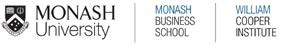 MONASH
University
MONASH
BUSINESS
SCHOOL
WILLIAM
COOPER
INSTITUTE